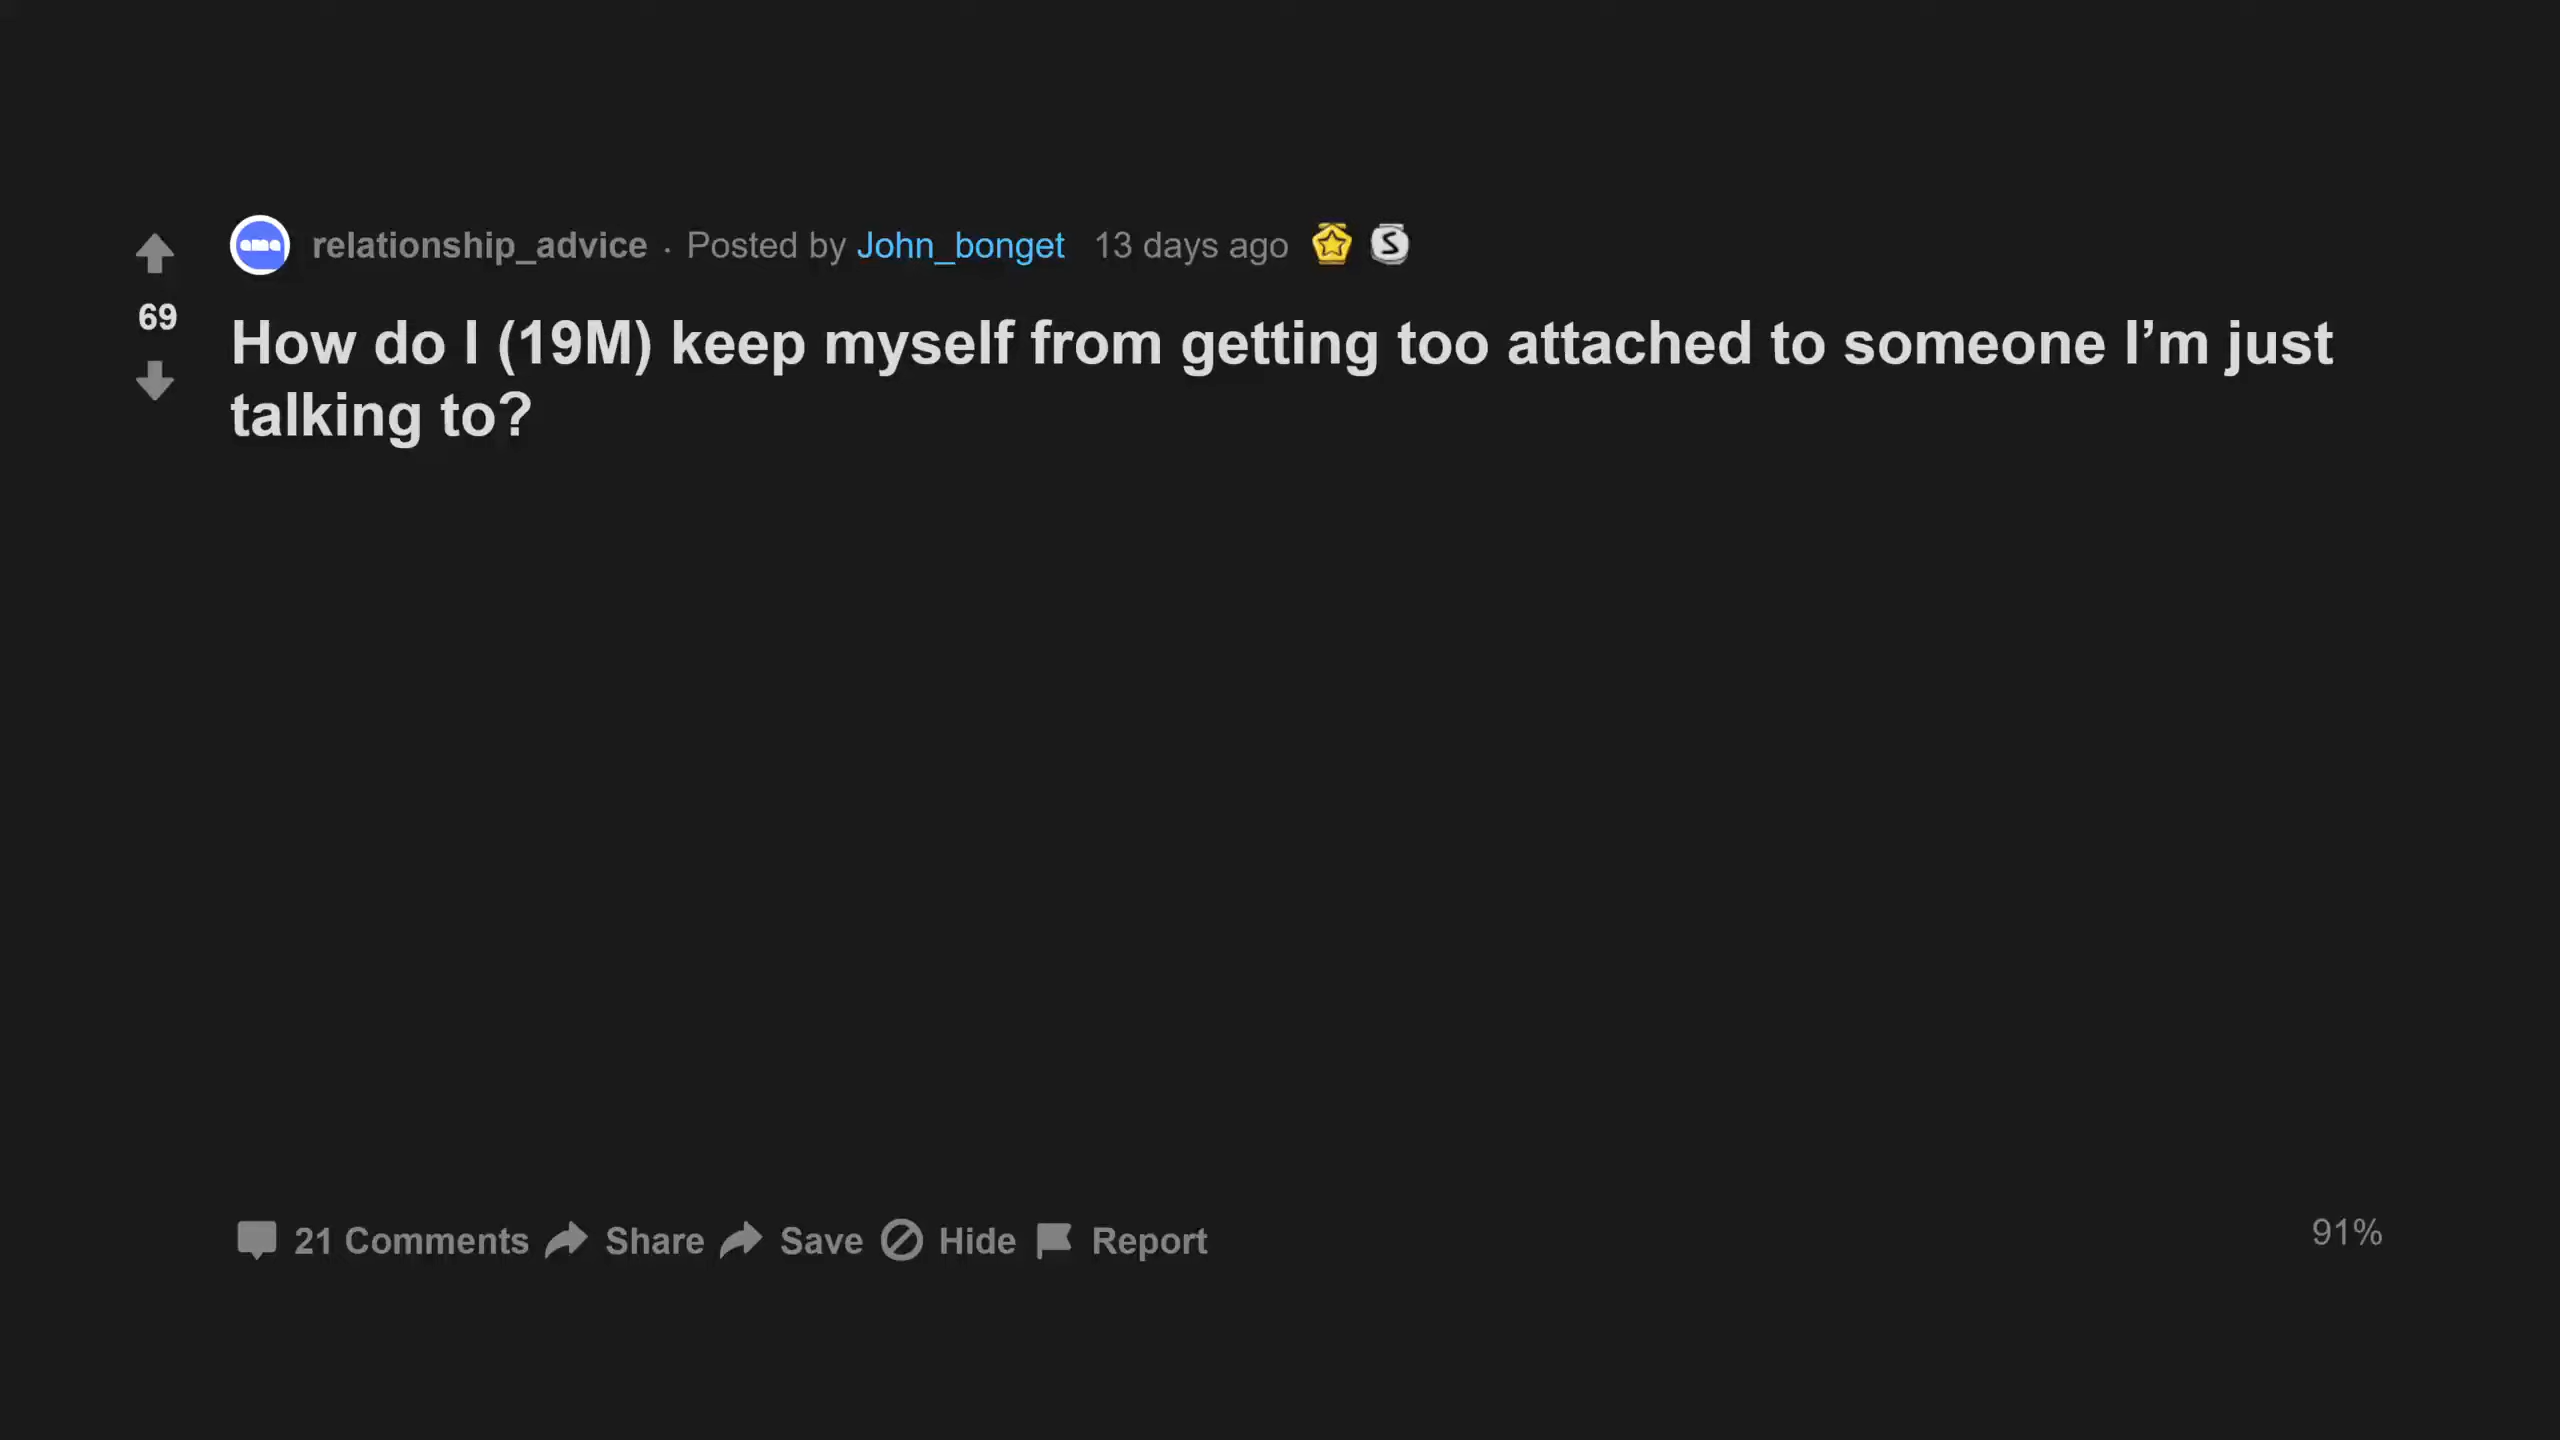 relationship_advice · Posted by John_bonget 13 days ago
69
How do I (19M) keep myself from getting too attached to someone I’m just
talking to?
21 Comments Share Save Hide Report
91%